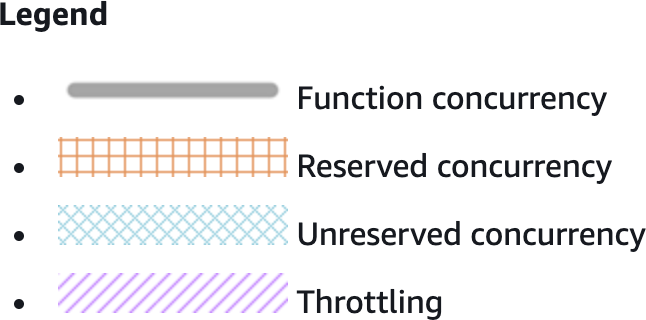 Legend
Function concurrency
Reserved concurrency
Unreserved concurrency
Throttling